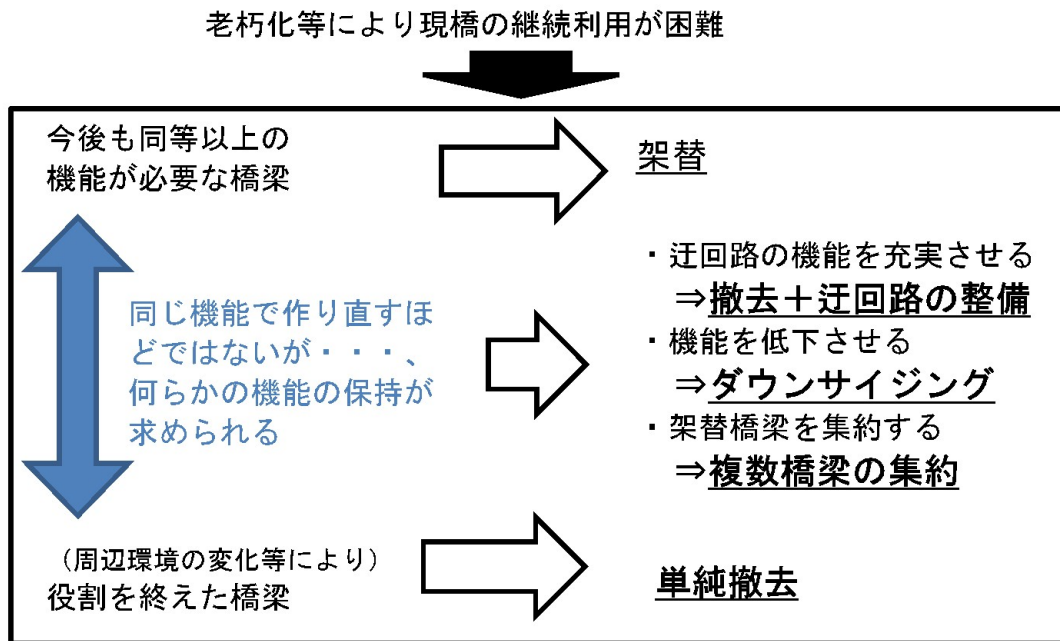 老朽化等により現橋の継続利用が困難
今後も同等以上の
機能が必要な橋梁
架替
同じ機能で作り直すほ
どではないが・・・、
何らかの機能の保持が
求められる
・迂回路の機能を充実させる
⇒撤去＋迂回路の整備
・機能を低下させる
⇒ダウンサイジング
・架替橋梁を集約する
⇒複数橋梁の集約
（周辺環境の変化等により）
役割を終えた橋梁
単純撤去